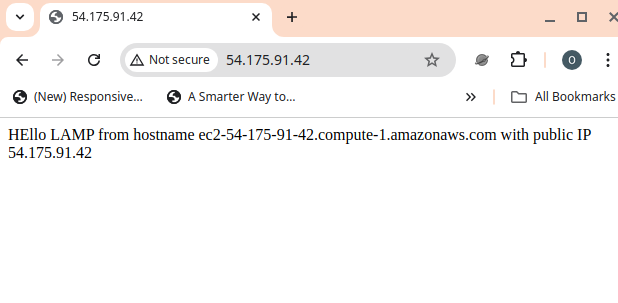 54.175.91.42
Not secure 54.175.91.42 O
(New) Responsive... A Smarter Way to... All Bookmarks
HEllo LAMP from hostname ec2-54-175-91-42.compute-1.amazonaws.com with public IP
54.175.91.42